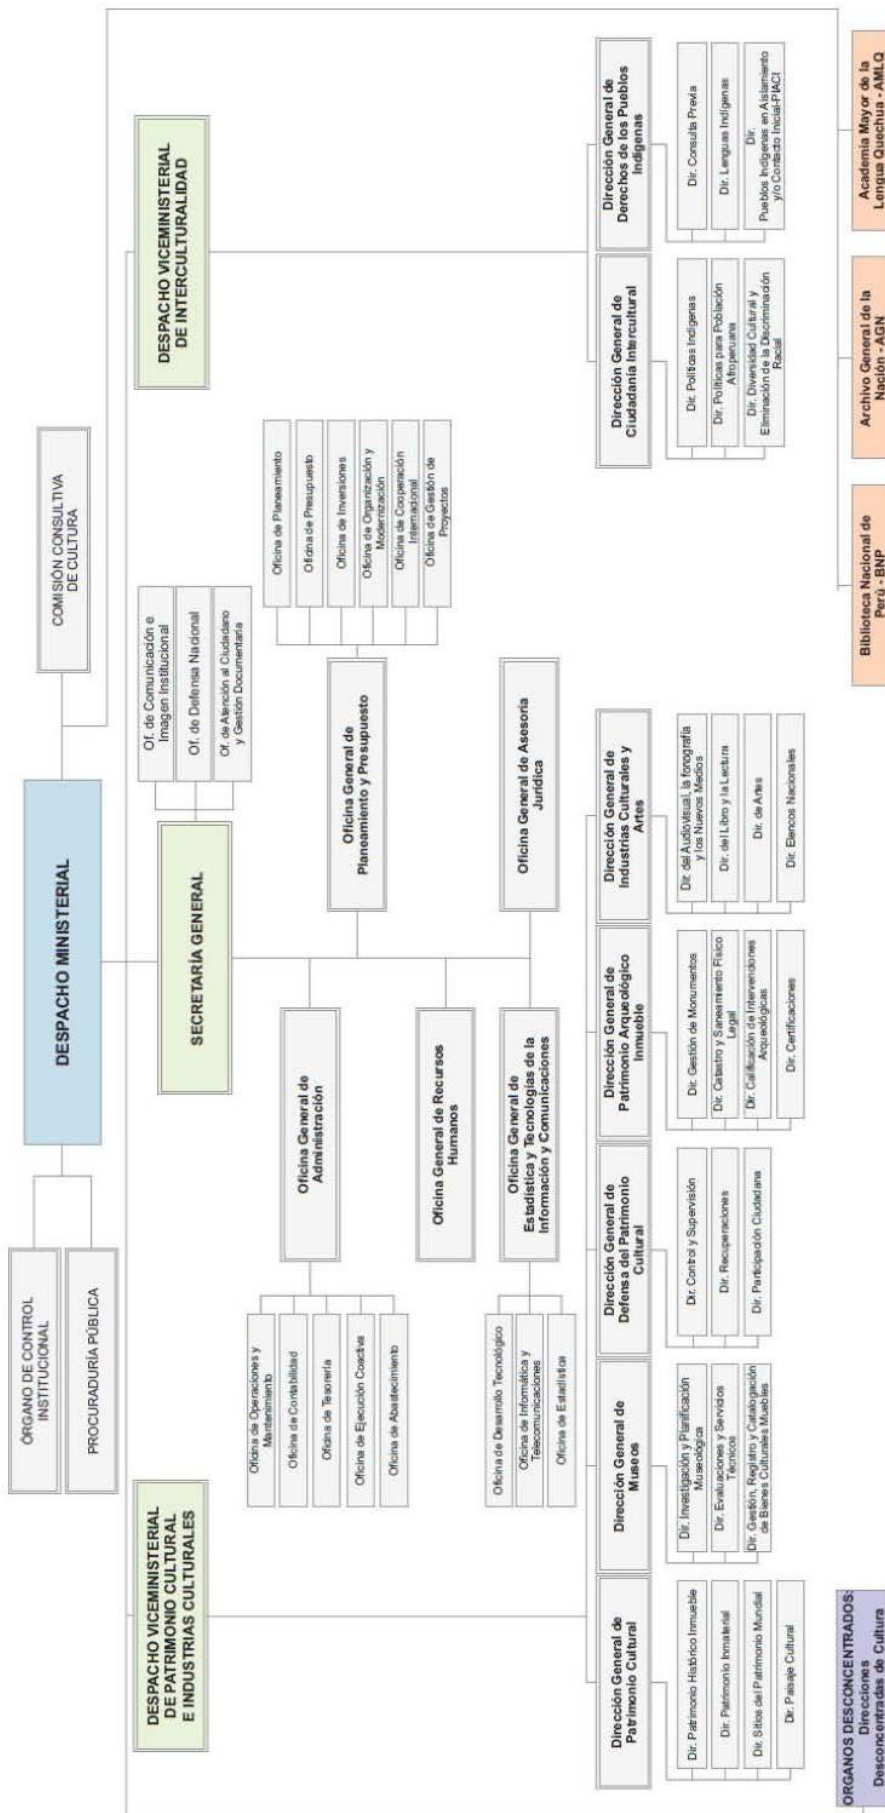 DESPACHO MINISTERIAL
ÓRGANO DE CONTROL
INSTITUCIONAL
PROCURADURÍA PÚBLICA
COMISIÓN CONSULTIVA
DE CULTURA
SECRETARÍA GENERAL
Of. de Comunicación e
Imagen Institucional
Of. de Defensa Nacional
Of. de Atención al Ciudadano
y Gestión Documentaria
DESPACHO VICEMINISTERIAL
DE PATRIMONIO CULTURAL
E INDUSTRIAS CULTURALES
DESPACHO VICEMINISTERIAL
DE INTERCULTURALIDAD
Oficina de Operaciones y
Mantenimiento
Oficina de Contabilidad
Oficina de Tesorería
Oficina de Ejecución Coactiva
Oficina de Abastecimiento
Oficina General de
Administración
Oficina General de
Planeamiento y Presupuesto
Oficina de Planeamiento
Oficina de Presupuesto
Oficina de Inversiones
Oficina de Organización y
Modernización
Oficina de Cooperación
Internacional
Oficina de Gestión de
Proyectos
Oficina General de Recursos
Humanos
Oficina de Desarrollo Tecnológico
Oficina de Informática y
Telecomunicaciones
Oficina de Estadística
Oficina General de
Estadística y Tecnologías de la
Información y Comunicaciones
Oficina General de Asesoría
Jurídica
Dirección General de
Patrimonio Cultural
Dir. Patrimonio Histórico Inmueble
Dir. Patrimonio Inmaterial
Dir. Sitios del Patrimonio Mundial
Dir. Paisaje Cultural
Dirección General de
Museos
Dir. Investigación y Planificación
Museológica
Dir. Evaluaciones y Servicios
Técnicos
Dir. Gestión, Registro y Catalogación
de Bienes Culturales Muebles
Dirección General de
Defensa del Patrimonio
Cultural
Dir. Control y Supervisión
Dir. Recuperaciones
Dir. Participación Ciudadana
Dirección General de
Patrimonio Arqueológico
Inmueble
Dir. Gestión de Monumentos
Dir. Catastro y Saneamiento Físico
Legal
Dir. Calificación de Intervenciones
Arqueológicas
Dir. Certificaciones
Dirección General de
Industrias Culturales y
Artes
Dir. del Audiovisual, la fonografía
y los Nuevos Medios
Dir. del Libro y la Lectura
Dir. de Artes
Dir. Elencos Nacionales
Dirección General de
Ciudadanía Intercultural
Dir. Políticas Indígenas
Dir. Políticas para Población
Afroperuana
Dir. Diversidad Cultural y
Eliminación de la Discriminación
Racial
Dirección General de
Derechos de los Pueblos
Indígenas
Dir. Consulta Previa
Dir. Lenguas Indígenas
Dir.
Pueblos Indígenas en Aislamiento
y/o Contacto Inicial-PIACI
ORGANOS DESCONCENTRADOS:
Direcciones
Desconcentradas de Cultura
Biblioteca Nacional de
Perú - BNP
Archivo General de la
Nación - AGN
Academia Mayor de la
Lengua Quechua - AMLQ